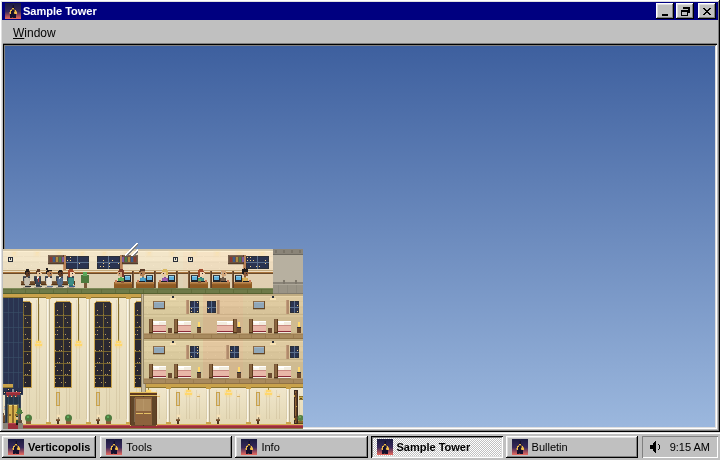 Sample Tower
Window
Verticopolis
Tools
Info
Sample Tower
Bulletin
9:15 AM